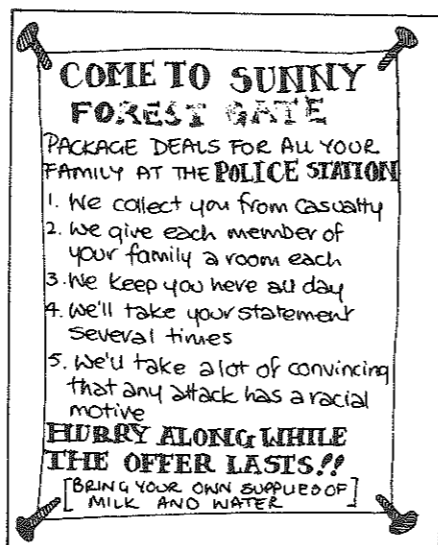 COME TO SUNNY
FOREST GATE
PACKAGE DEALS FOR ALL YOUR
FAMILY AT THE POLICE STATION
1. We collect you from casualty
2. we give each member of
your family a room each
3. We keep you here all day
4. We'll take your statement
several times
5. We'll take a lot of convincing
that any attack has a racial
motive
HURRY ALONG WHILE
THE OFFER LASTS!!
[BRING YOUR OWN SUPPLIES OF]
MILK AND WATER